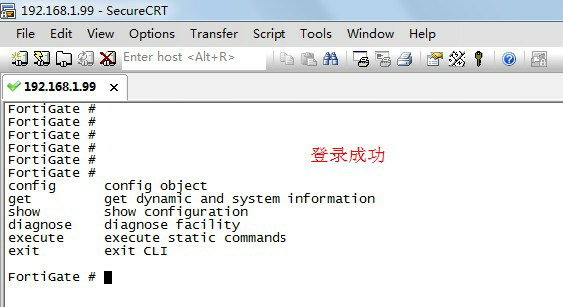 192.168.1.99 - SecureCRT
File Edit View Options Transfer Script Tools Window Help
Enter host <Alt+R>
192.168.1.99
FortiGate #
FortiGate #
FortiGate #
FortiGate #
FortiGate #
FortiGate #
登录成功
config config object
get get dynamic and system information
show show configuration
diagnose diagnose facility
execute execute static commands
exit exit CLI
FortiGate #